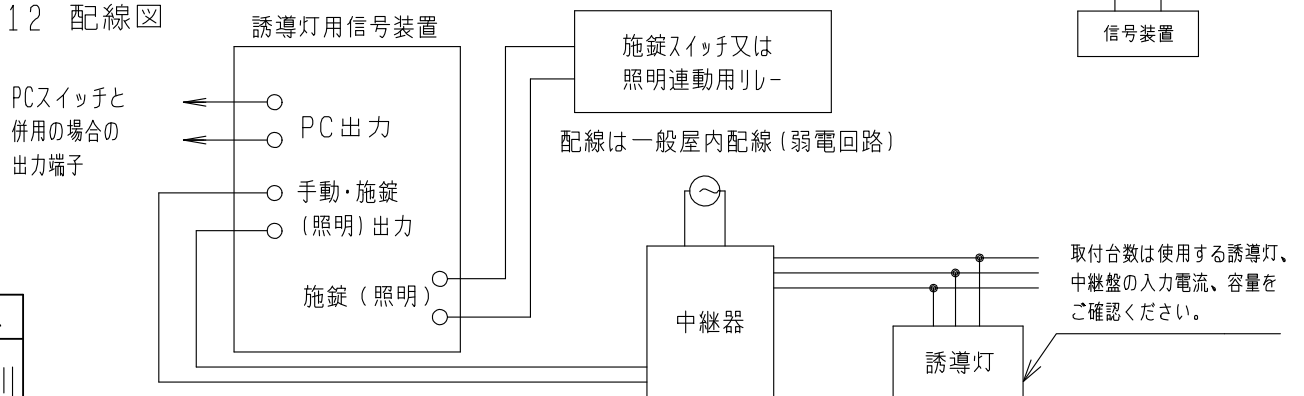 12 配線図
誘導灯用信号装置
PCスイッチと
併用の場合の
出力端子
PC出力
手動・施錠
(照明)出力
施錠(照明)
施錠スイッチ又は
照明連動用リレー
配線は一般屋内配線(弱電回路)
信号装置
中継器
誘導灯
取付台数は使用する誘導灯、
中継盤の入力電流、容量を
ご確認ください。